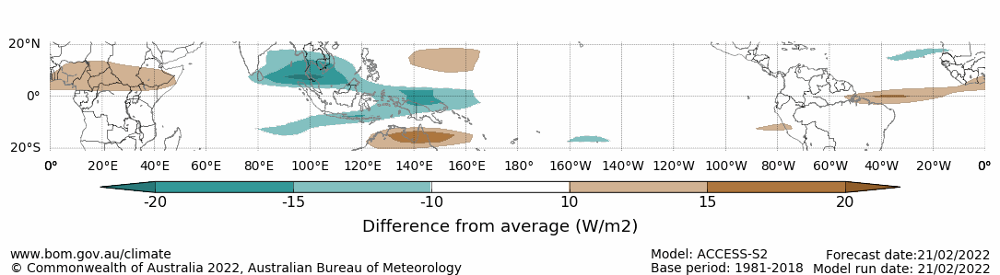 20°N
0°
20°S
0° 20°E 40°E 60°E 80°E 100°E 120°E 140°E 160°E 180° 160°W 140°W 120°W 100°W 80°W 60°W 40°W 20°W 0°
-20 -15 -10 10 15 20
Difference from average (W/m2)
www.bom.gov.au/climate
© Commonwealth of Australia 2022, Australian Bureau of Meteorology
Model: ACCESS-S2 Forecast date:21/02/2022
Base period: 1981-2018 Model run date: 21/02/2022